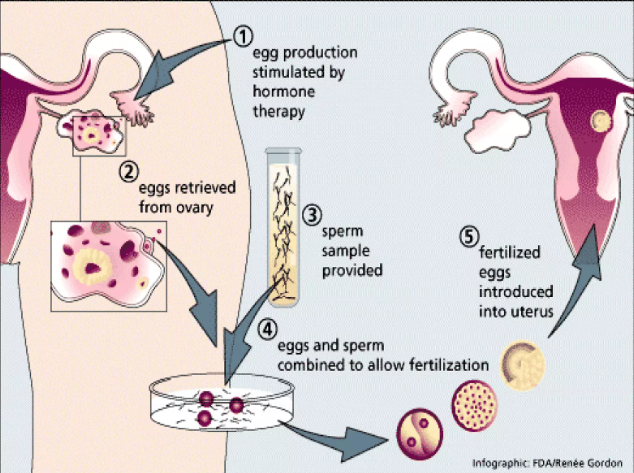 ① egg production
stimulated by
hormone
therapy
② eggs retrieved
from ovary
③ sperm
sample
provided
④ eggs and sperm
combined to allow fertilization
⑤ fertilized
eggs
introduced
into uterus
Infographic: FDA/Renée Gordon